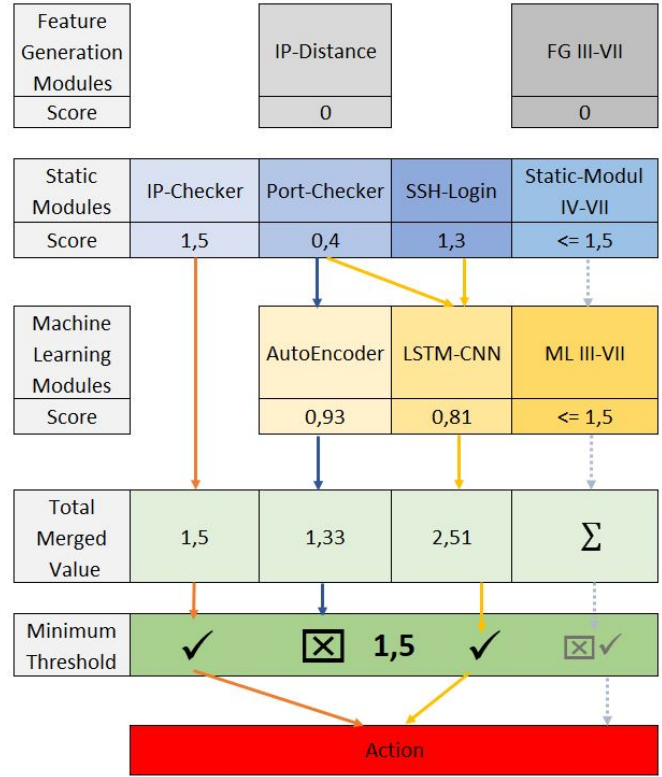 Feature
Generation
Modules
IP-Distance
FG III-VII
Score
0
0
Static
Modules
IP-Checker
Port-Checker
SSH-Login
Static-Modul
IV-VII
Score
1,5
0,4
1,3
<= 1,5
Machine
Learning
Modules
AutoEncoder
LSTM-CNN
ML III-VII
Score
0,93
0,81
<= 1,5
Total
Merged
Value
1,5
1,33
2,51
∑
Minimum
Threshold
1,5
Action